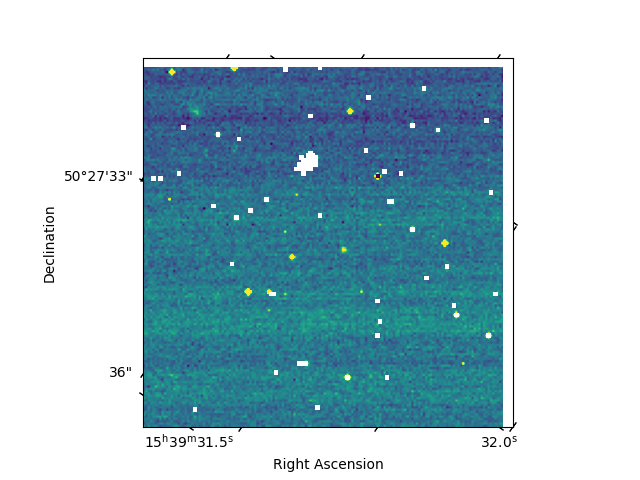 50°27'33"
Declination
36"
15ʰ39ᵐ31.5ˢ
32.0ˢ
Right Ascension